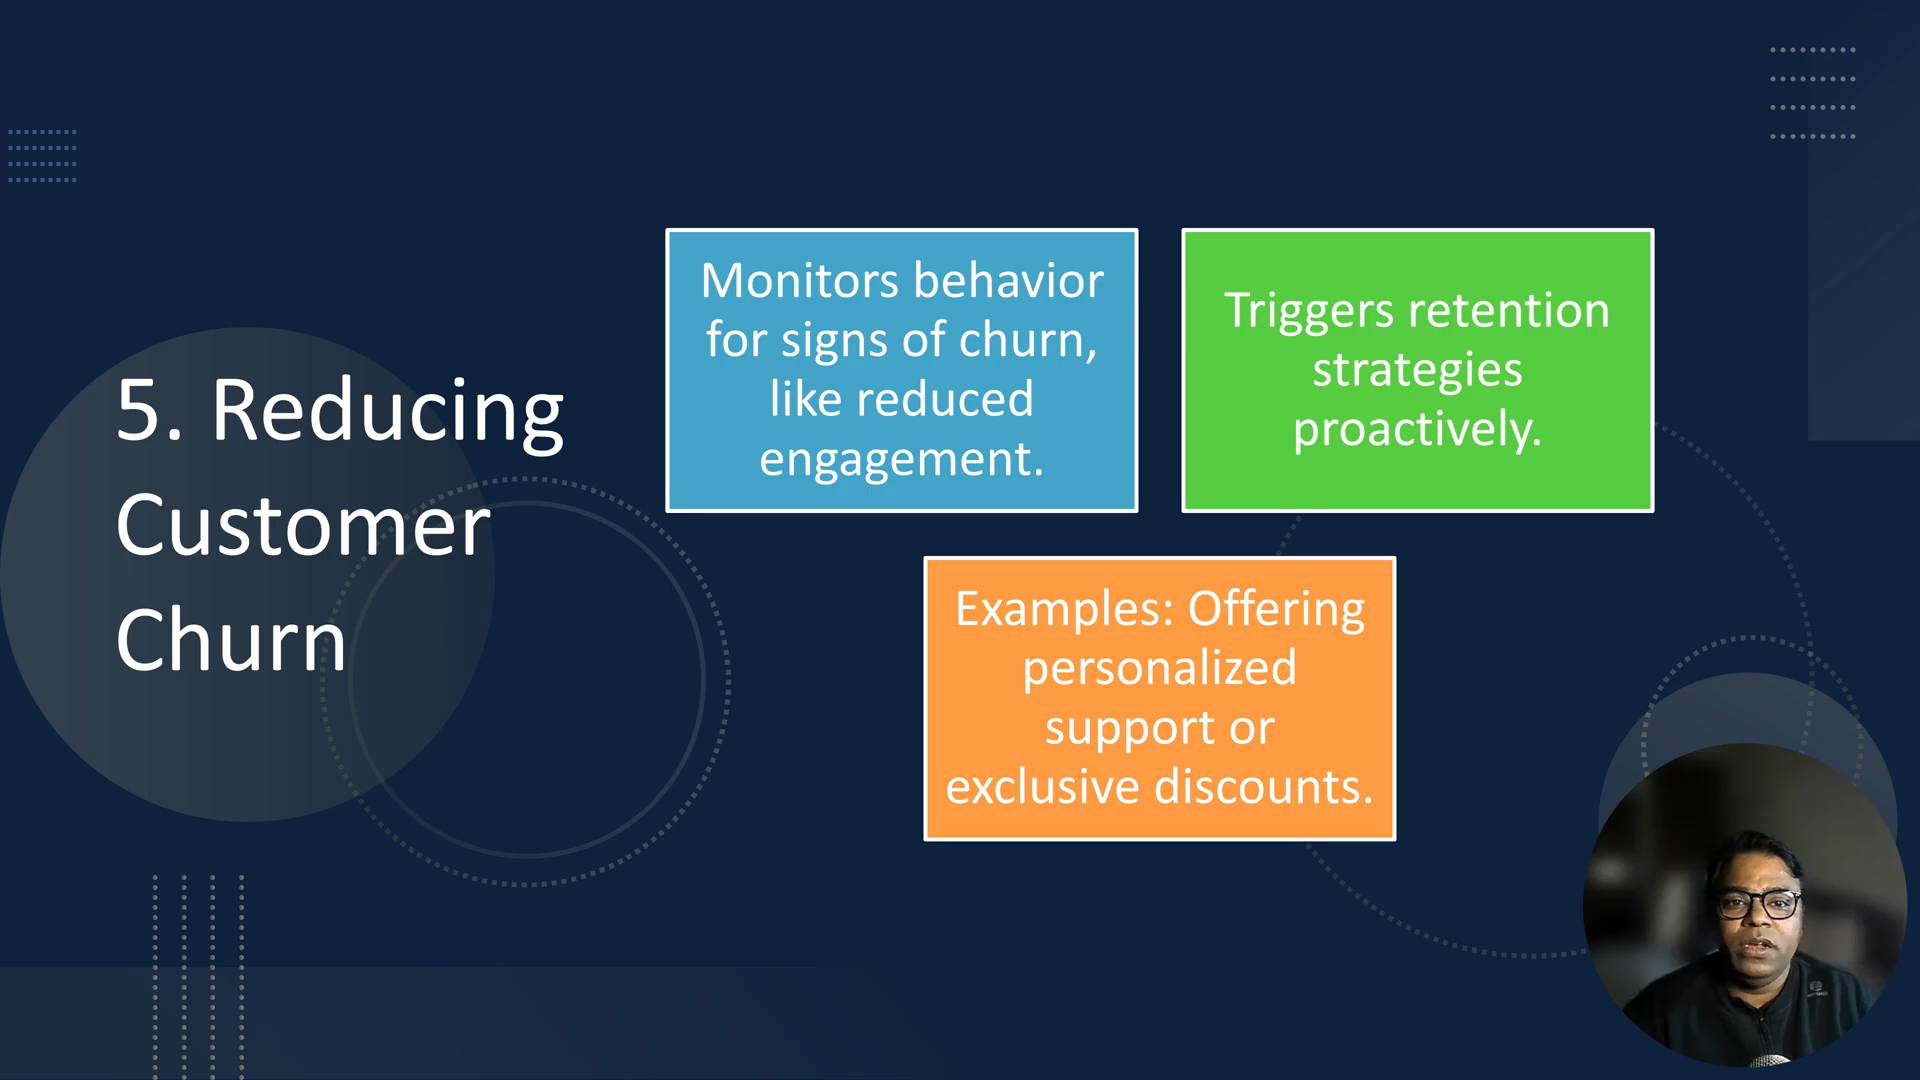 5. Reducing
Customer
Churn
Monitors behavior
for signs of churn,
like reduced
engagement.
Triggers retention
strategies
proactively.
Examples: Offering
personalized
support or
exclusive discounts.